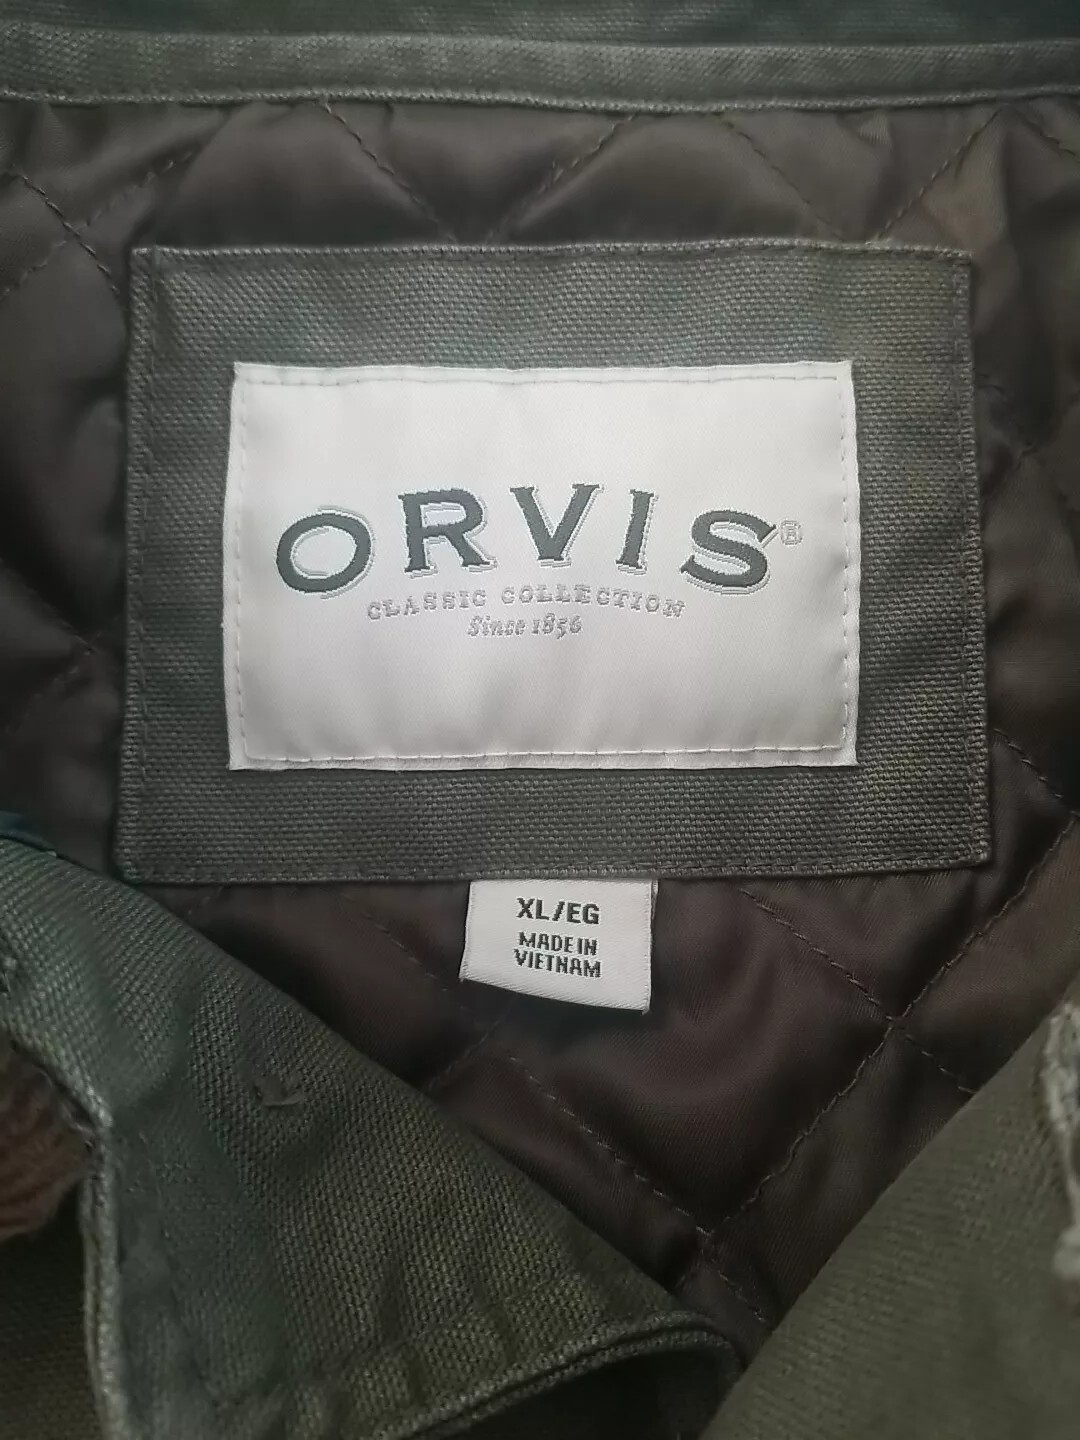 ORVIS®
CLASSIC COLLECTION
Since 1856
XL/EG
MADE IN
VIETNAM